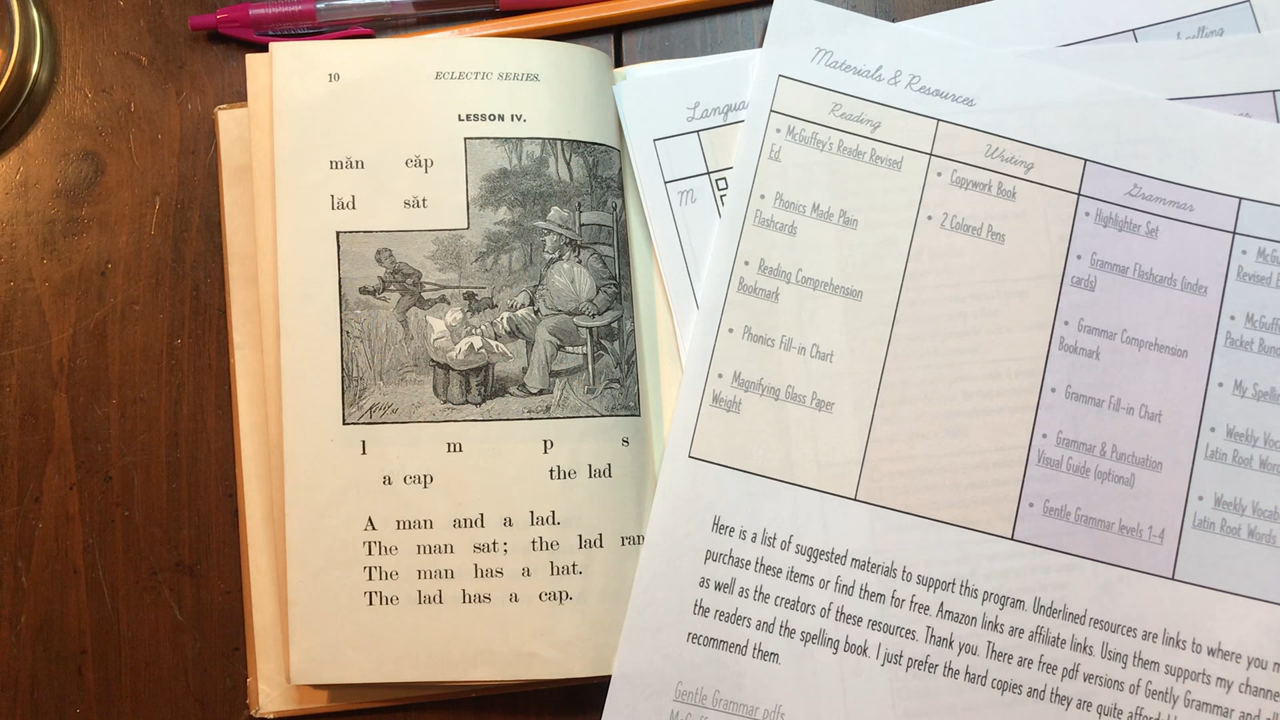 10 ECLECTIC SERIES.
LESSON IV.
măn căp
lăd săt
l m p s
a cap the lad
A man and a lad.
The man sat; the lad ran
The man has a hat.
The lad has a cap.
M
Materials & Resources
Reading
• McGuffey's Reader Revised
Ed.
• Phonics Made Plain
Flashcards
• Reading Comprehension
Bookmark
• Phonics Fill-in Chart
• Magnifying Glass Paper
Weight
Writing
• Copywork Book
• 2 Colored Pens
Grammar
• Highlighter Set
• Grammar Flashcards (index
cards)
• Grammar Comprehension
Bookmark
• Grammar Fill-in Chart
• Grammar & Punctuation
Visual Guide (optional)
• Gentle Grammar levels 1-4
Revised
• My
• Weekly
Latin Root
• Weekly
Latin Root Words
Here is a list of suggested materials to support this program. Underlined resources are links to where you
purchase these items or find them for free. Amazon links are affiliate links. Using them supports my
as well as the creators of these resources. Thank you. There are free pdf versions of Gently Grammar and
the readers and the spelling book. I just prefer the hard copies and they are quite
recommend them.
Gentle Grammar pdfs